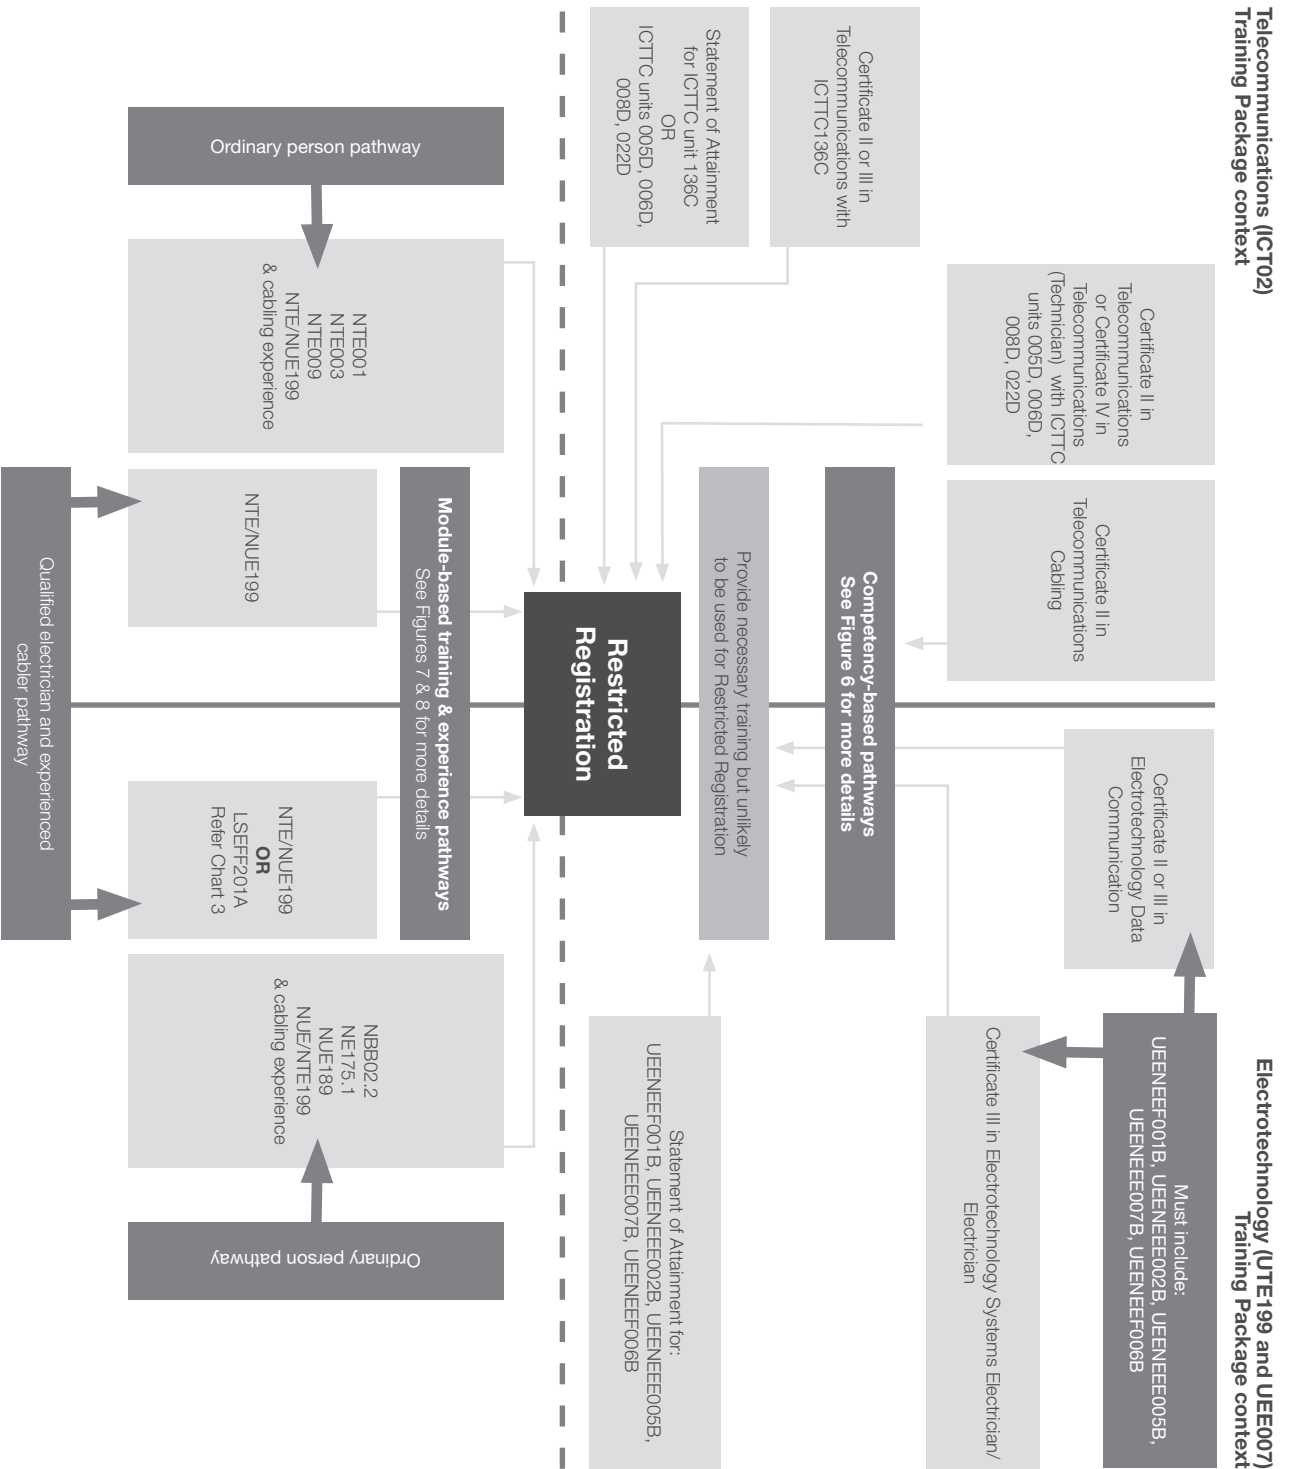 Telecommunications (ICT02)
Training Package context
Electrotechnology (UTE199 and UEE007)
Training Package context
Certificate II in
Telecommunications
or Certificate IV in
Telecommunications
(Technician) with ICTTC
units 005D, 006D,
008D, 022D
Certificate II in
Telecommunications
Cabling
Certificate II or III in
Electrotechnology Data
Communication
Must include:
UEENEEF001B, UEENEEE002B, UEENEEE005B,
UEENEEE007B, UEENEEF006B
Certificate III in Electrotechnology Systems Electrician/
Electrician
Certificate II or III in
Telecommunications with
ICTTC136C
Competency-based pathways
See Figure 6 for more details
Provide necessary training but unlikely
to be used for Restricted Registration
Statement of Attainment
for ICTTC unit 136C
OR
ICTTC units 005D, 006D,
008D, 022D
Statement of Attainment for:
UEENEEF001B, UEENEEE002B, UEENEEE005B,
UEENEEE007B, UEENEEF006B
Restricted
Registration
Module-based training & experience pathways
See Figures 7 & 8 for more details
Ordinary person pathway
NTE001
NTE003
NTE009
NTE/NUE199
& cabling experience
NTE/NUE199
NTE/NUE199
OR
LSEFF201A
Refer Chart 3
NBB02.2
NE175.1
NUE189
NUE/NTE199
& cabling experience
Ordinary person pathway
Qualified electrician and experienced
cabler pathway